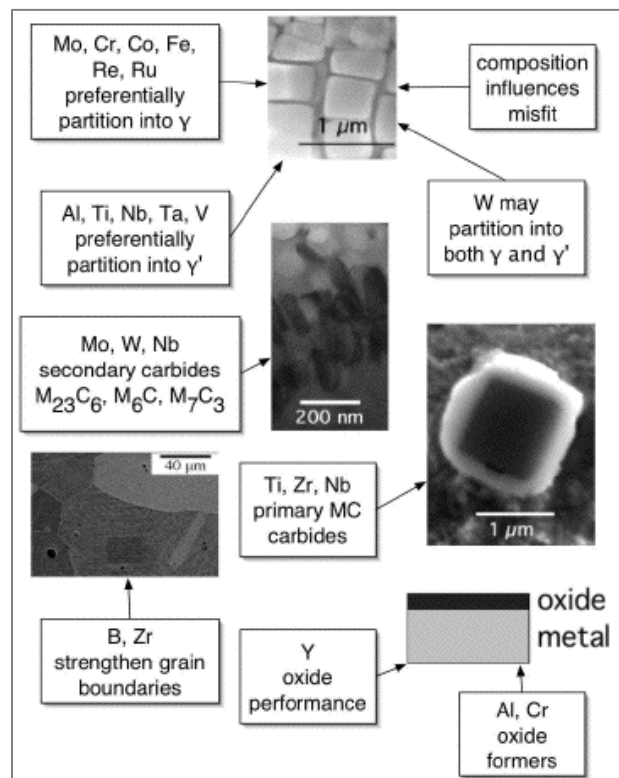 Mo, Cr, Co, Fe,
Re, Ru
preferentially
partition into γ
1 µm
composition
influences
misfit
Al, Ti, Nb, Ta, V
preferentially
partition into γ'
W may
partition into
both γ and γ'
Mo, W, Nb
secondary carbides
M23C6, M6C, M7C3
200 nm
40 µm
Ti, Zr, Nb
primary MC
carbides
1 µm
B, Zr
strengthen grain
boundaries
Y
oxide
performance
oxide
metal
Al, Cr
oxide
formers